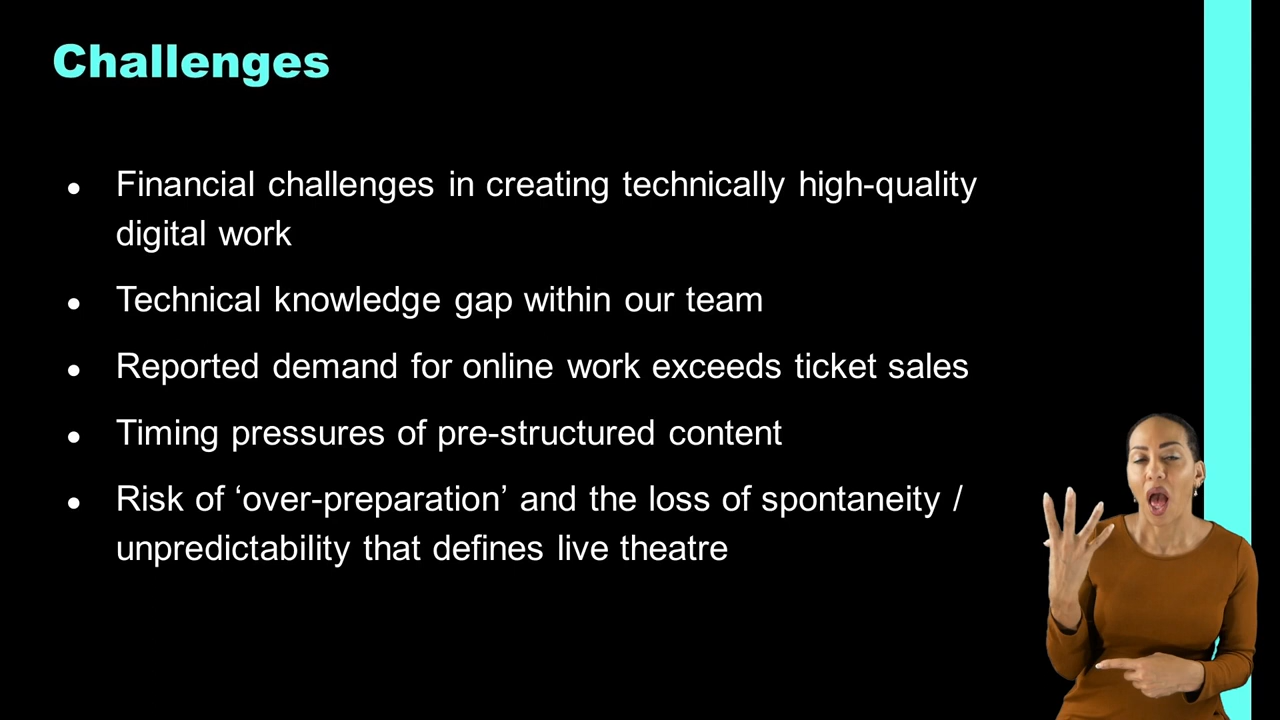 Challenges
● Financial challenges in creating technically high-quality
digital work
● Technical knowledge gap within our team
● Reported demand for online work exceeds ticket sales
● Timing pressures of pre-structured content
● Risk of ‘over-preparation’ and the loss of spontaneity /
unpredictability that defines live theatre